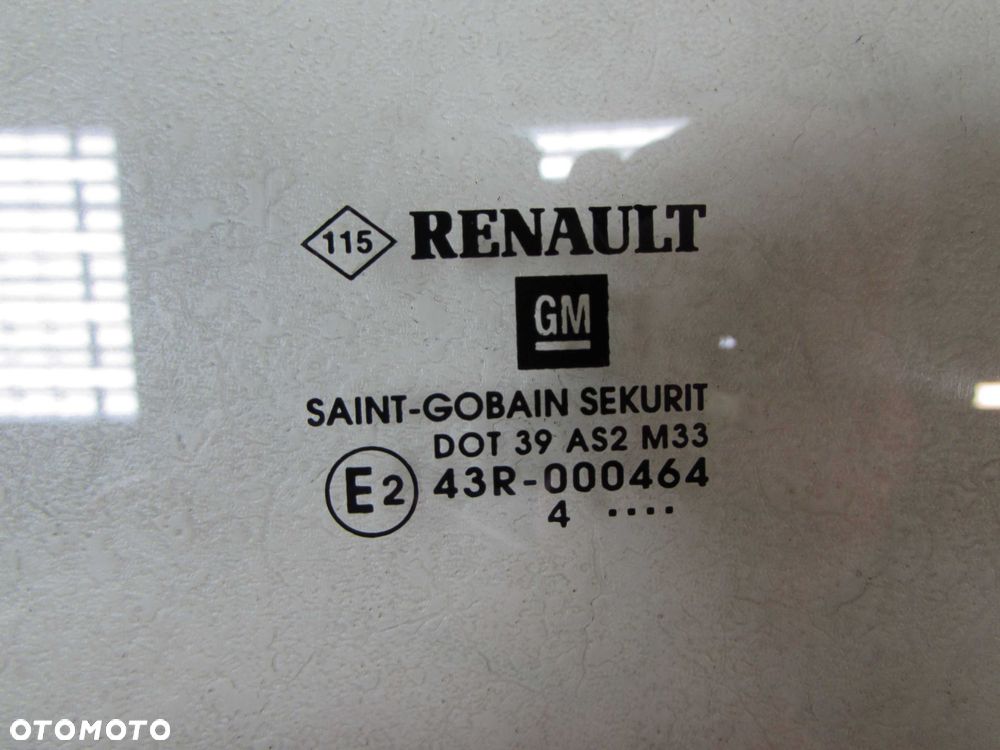 115 RENAULT
GM
SAINT-GOBAIN SEKURIT
DOT 39 AS2 M33
E2 43R-000464
4 ....
OTOMOTO